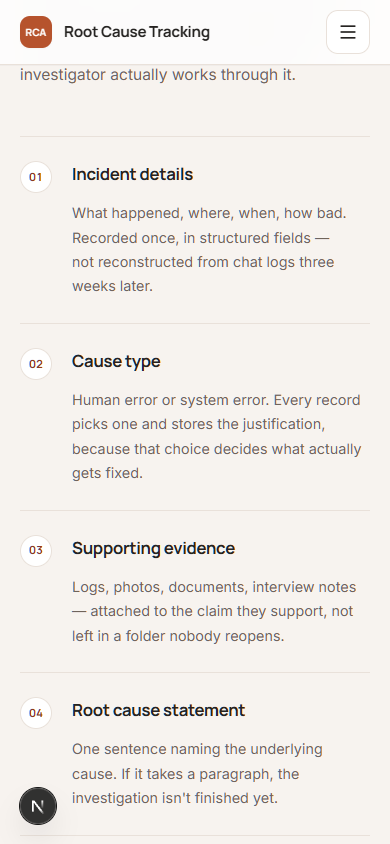 RCA
Root Cause Tracking
investigator actually works through it.
01
Incident details
What happened, where, when, how bad.
Recorded once, in structured fields —
not reconstructed from chat logs three
weeks later.
02
Cause type
Human error or system error. Every record
picks one and stores the justification,
because that choice decides what actually
gets fixed.
03
Supporting evidence
Logs, photos, documents, interview notes
— attached to the claim they support, not
left in a folder nobody reopens.
04
Root cause statement
One sentence naming the underlying
cause. If it takes a paragraph, the
investigation isn't finished yet.
N